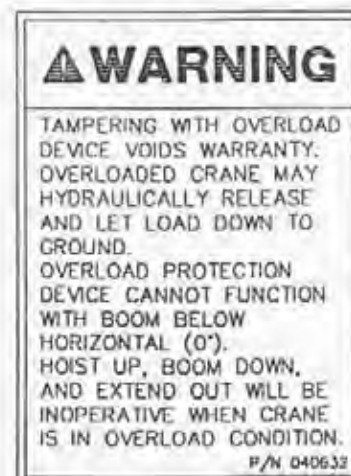 ⚠WARNING
TAMPERING WITH OVERLOAD
DEVICE VOIDS WARRANTY.
OVERLOADED CRANE MAY
HYDRAULICALLY RELEASE
AND LET LOAD DOWN TO
GROUND.
OVERLOAD PROTECTION
DEVICE CANNOT FUNCTION
WITH BOOM BELOW
HORIZONTAL (0°).
HOIST UP, BOOM DOWN,
AND EXTEND OUT WILL BE
INOPERATIVE WHEN CRANE
IS IN OVERLOAD CONDITION.
P/N 040632